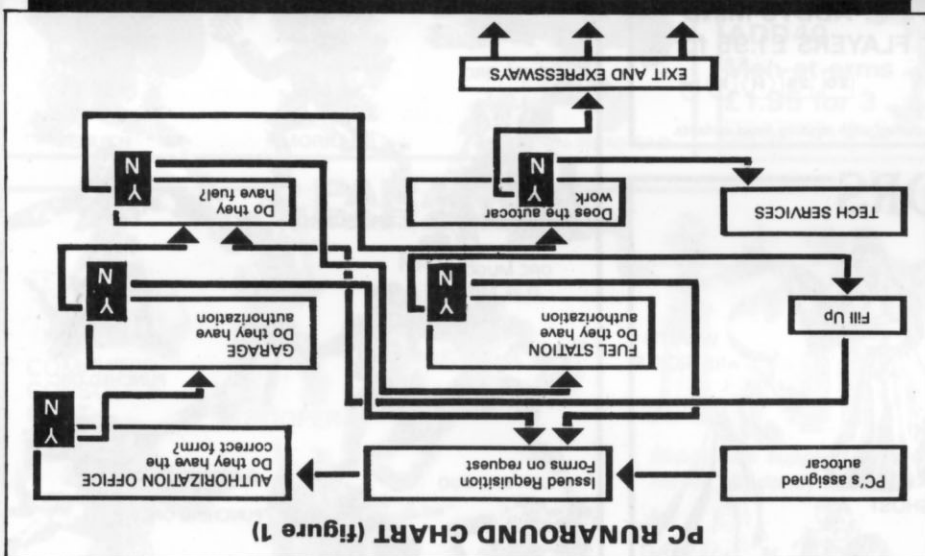 PC RUNAROUND CHART (figure 1)
PC's assigned
autocar
Issued Requisition
Forms on request
AUTHORIZATION OFFICE
Do they have the
correct form?
Y
N
Fill Up
FUEL STATION
Do they have
authorization
Y
N
GARAGE
Do they have
authorization
Y
N
TECH SERVICES
Does the autocar
work
Y
N
Do they
have fuel?
Y
N
EXIT AND EXPRESSWAYS